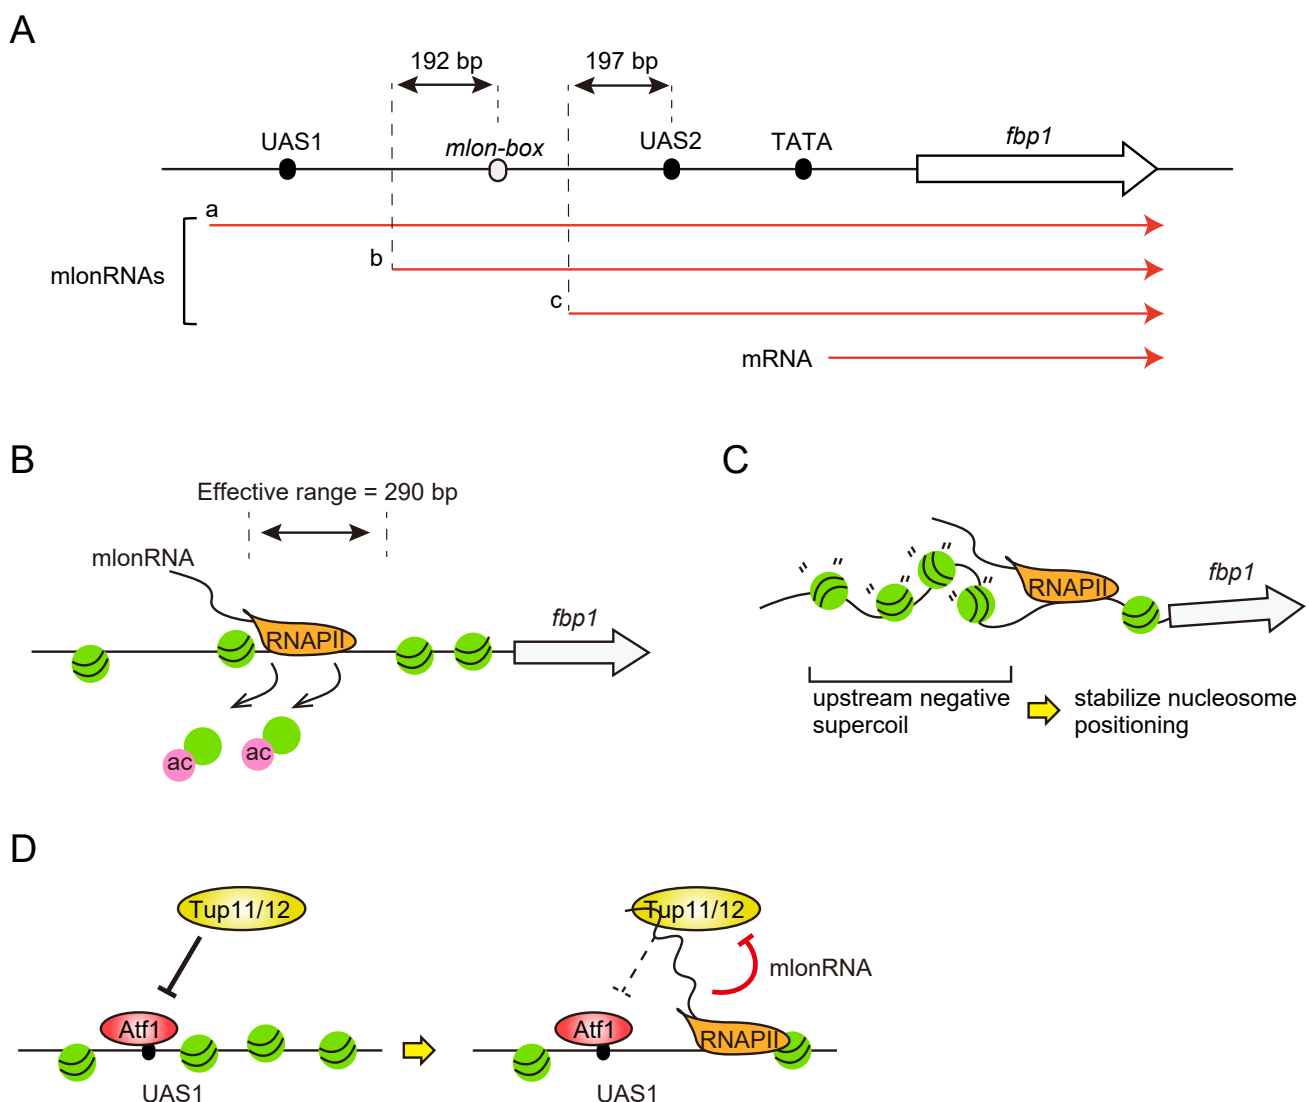 A
192 bp
197 bp
UAS1
mlon-box
UAS2
TATA
fbp1
a
mlonRNAs
b
c
mRNA
B
Effective range = 290 bp
mlonRNA
RNAPII
fbp1
ac
ac
C
RNAPII
fbp1
upstream negative
supercoil
stabilize nucleosome
positioning
D
Tup11/12
Atf1
UAS1
Tup11/12
mlonRNA
Atf1
RNAPII
UAS1